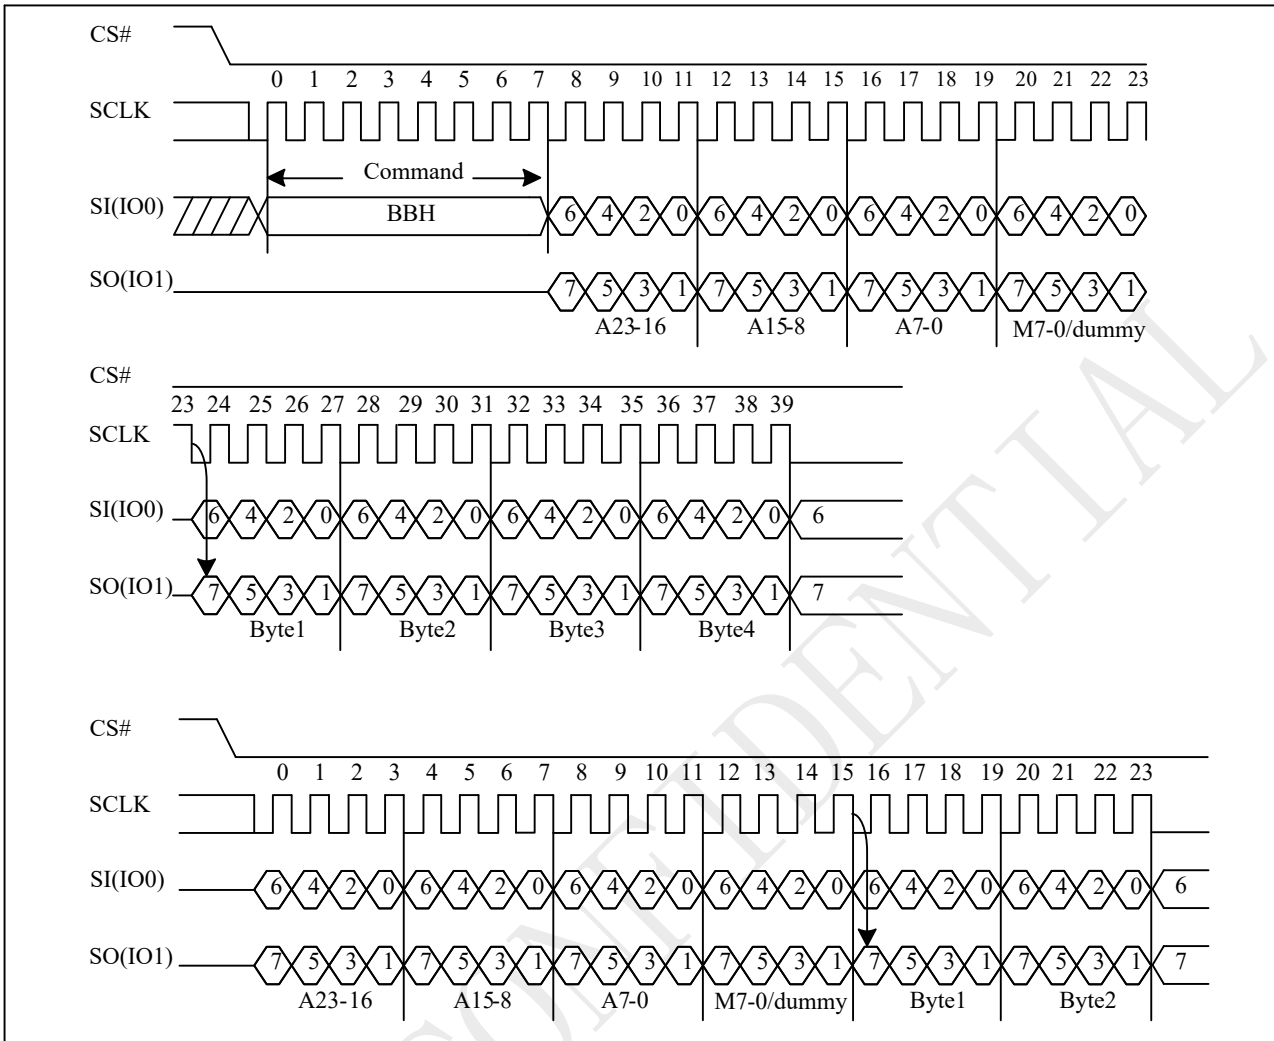 CS#
0 1 2 3 4 5 6 7 8 9 10 11 12 13 14 15 16 17 18 19 20 21 22 23
SCLK
Command
SI(IO0) BBH 6 4 2 0 6 4 2 0 6 4 2 0 6 4 2 0
SO(IO1) 7 5 3 1 7 5 3 1 7 5 3 1 7 5 3 1
A23-16 A15-8 A7-0 M7-0/dummy
CS#
23 24 25 26 27 28 29 30 31 32 33 34 35 36 37 38 39
SCLK
SI(IO0) 6 4 2 0 6 4 2 0 6 4 2 0 6 4 2 0 6
SO(IO1) 7 5 3 1 7 5 3 1 7 5 3 1 7 5 3 1 7
Byte1 Byte2 Byte3 Byte4
CS#
0 1 2 3 4 5 6 7 8 9 10 11 12 13 14 15 16 17 18 19 20 21 22 23
SCLK
SI(IO0) 6 4 2 0 6 4 2 0 6 4 2 0 6 4 2 0 6 4 2 0 6 4 2 0 6
SO(IO1) 7 5 3 1 7 5 3 1 7 5 3 1 7 5 3 1 7 5 3 1 7 5 3 1 7
A23-16 A15-8 A7-0 M7-0/dummy Byte1 Byte2
CONFIDENTIAL